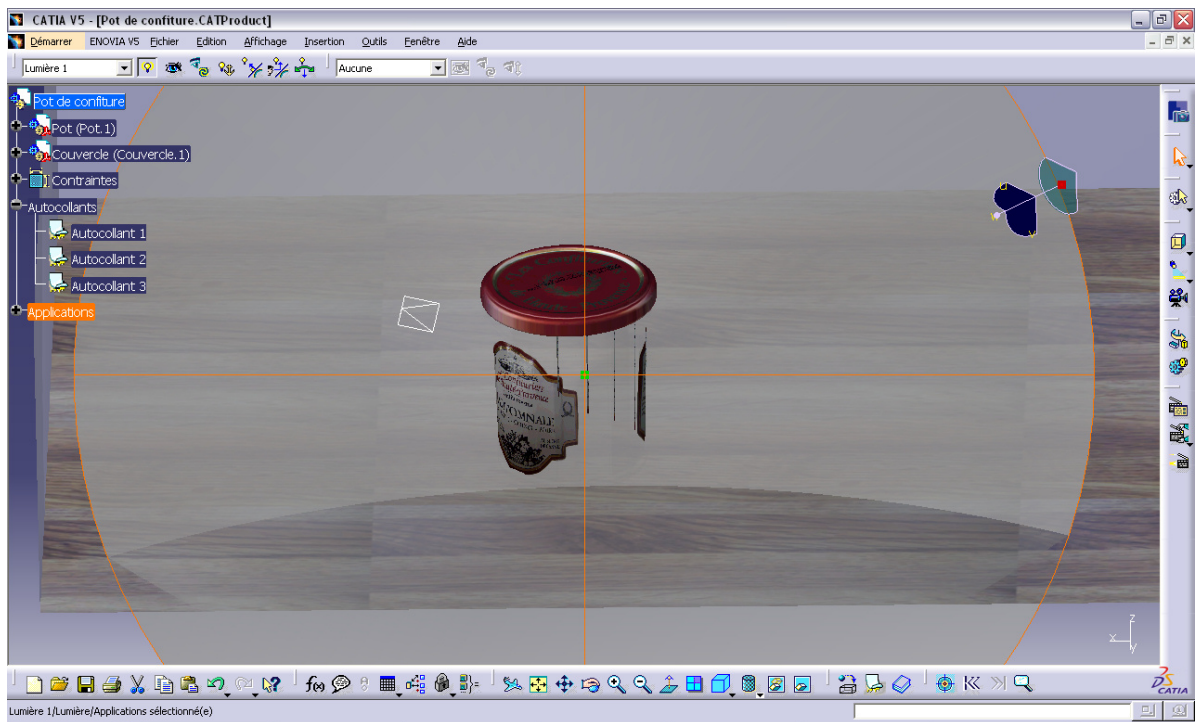 CATIA V5 - [Pot de confiture.CATProduct]
Démarrer ENOVIA V5 Fichier Edition Affichage Insertion Outils Fenêtre Aide
Lumière 1 Aucune
Pot de confiture
Pot (Pot.1)
Couvercle (Couvercle.1)
Contraintes
Autocollants
Autocollant 1
Autocollant 2
Autocollant 3
Applications
z
x
y
f(x)
DS
CATIA
Lumière 1/Lumière/Applications sélectionné(e)